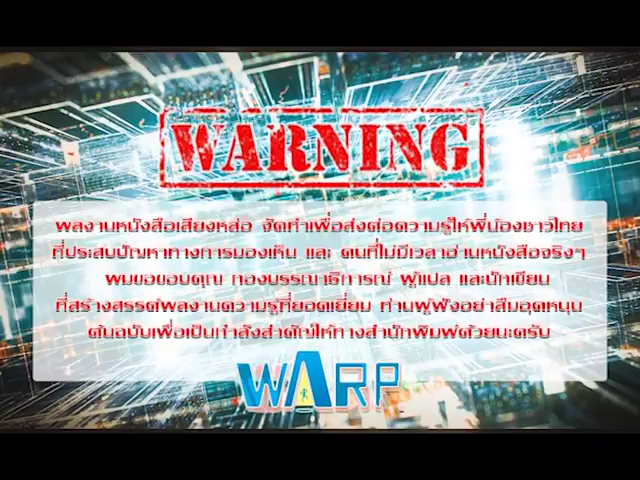 WARNING
ผลงานหนังสือเสียงหล่อ จัดทำเพื่อส่งต่อความรู้ให้พี่น้องชาวไทย
ที่ประสบปัญหาทางการมองเห็น และ คนที่ไม่มีเวลาอ่านหนังสือจริงๆ
ผมขอขอบคุณ กองบรรณาธิการณ์ ผู้แปล และนักเขียน
ที่สร้างสรรค์ผลงานความรู้ที่ยอดเยี่ยม ท่านผู้ฟังอย่าลืมอุดหนุน
ต้นฉบับเพื่อเป็นกำลังสำคัญให้ทางสำนักพิมพ์ด้วยนะครับ
WARP